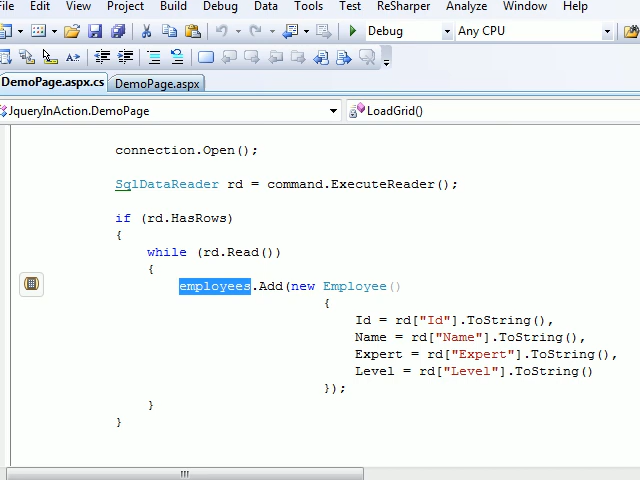 File Edit View Project Build Debug Data Tools Test ReSharper Analyze Window Help
Debug Any CPU
DemoPage.aspx.cs DemoPage.aspx
JqueryInAction.DemoPage LoadGrid()
connection.Open();
SqlDataReader rd = command.ExecuteReader();
if (rd.HasRows)
{
while (rd.Read())
{
employees.Add(new Employee()
{
Id = rd["Id"].ToString(),
Name = rd["Name"].ToString(),
Expert = rd["Expert"].ToString(),
Level = rd["Level"].ToString()
});
}
}